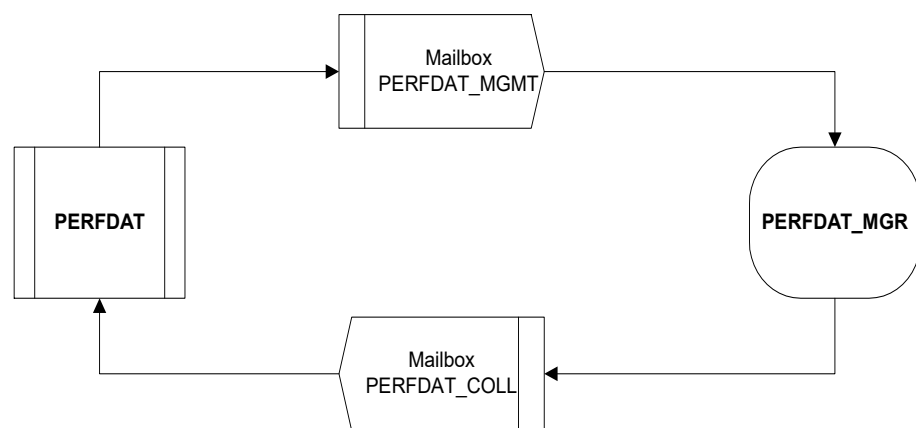 Mailbox
PERFDAT_MGMT
PERFDAT
PERFDAT_MGR
Mailbox
PERFDAT_COLL